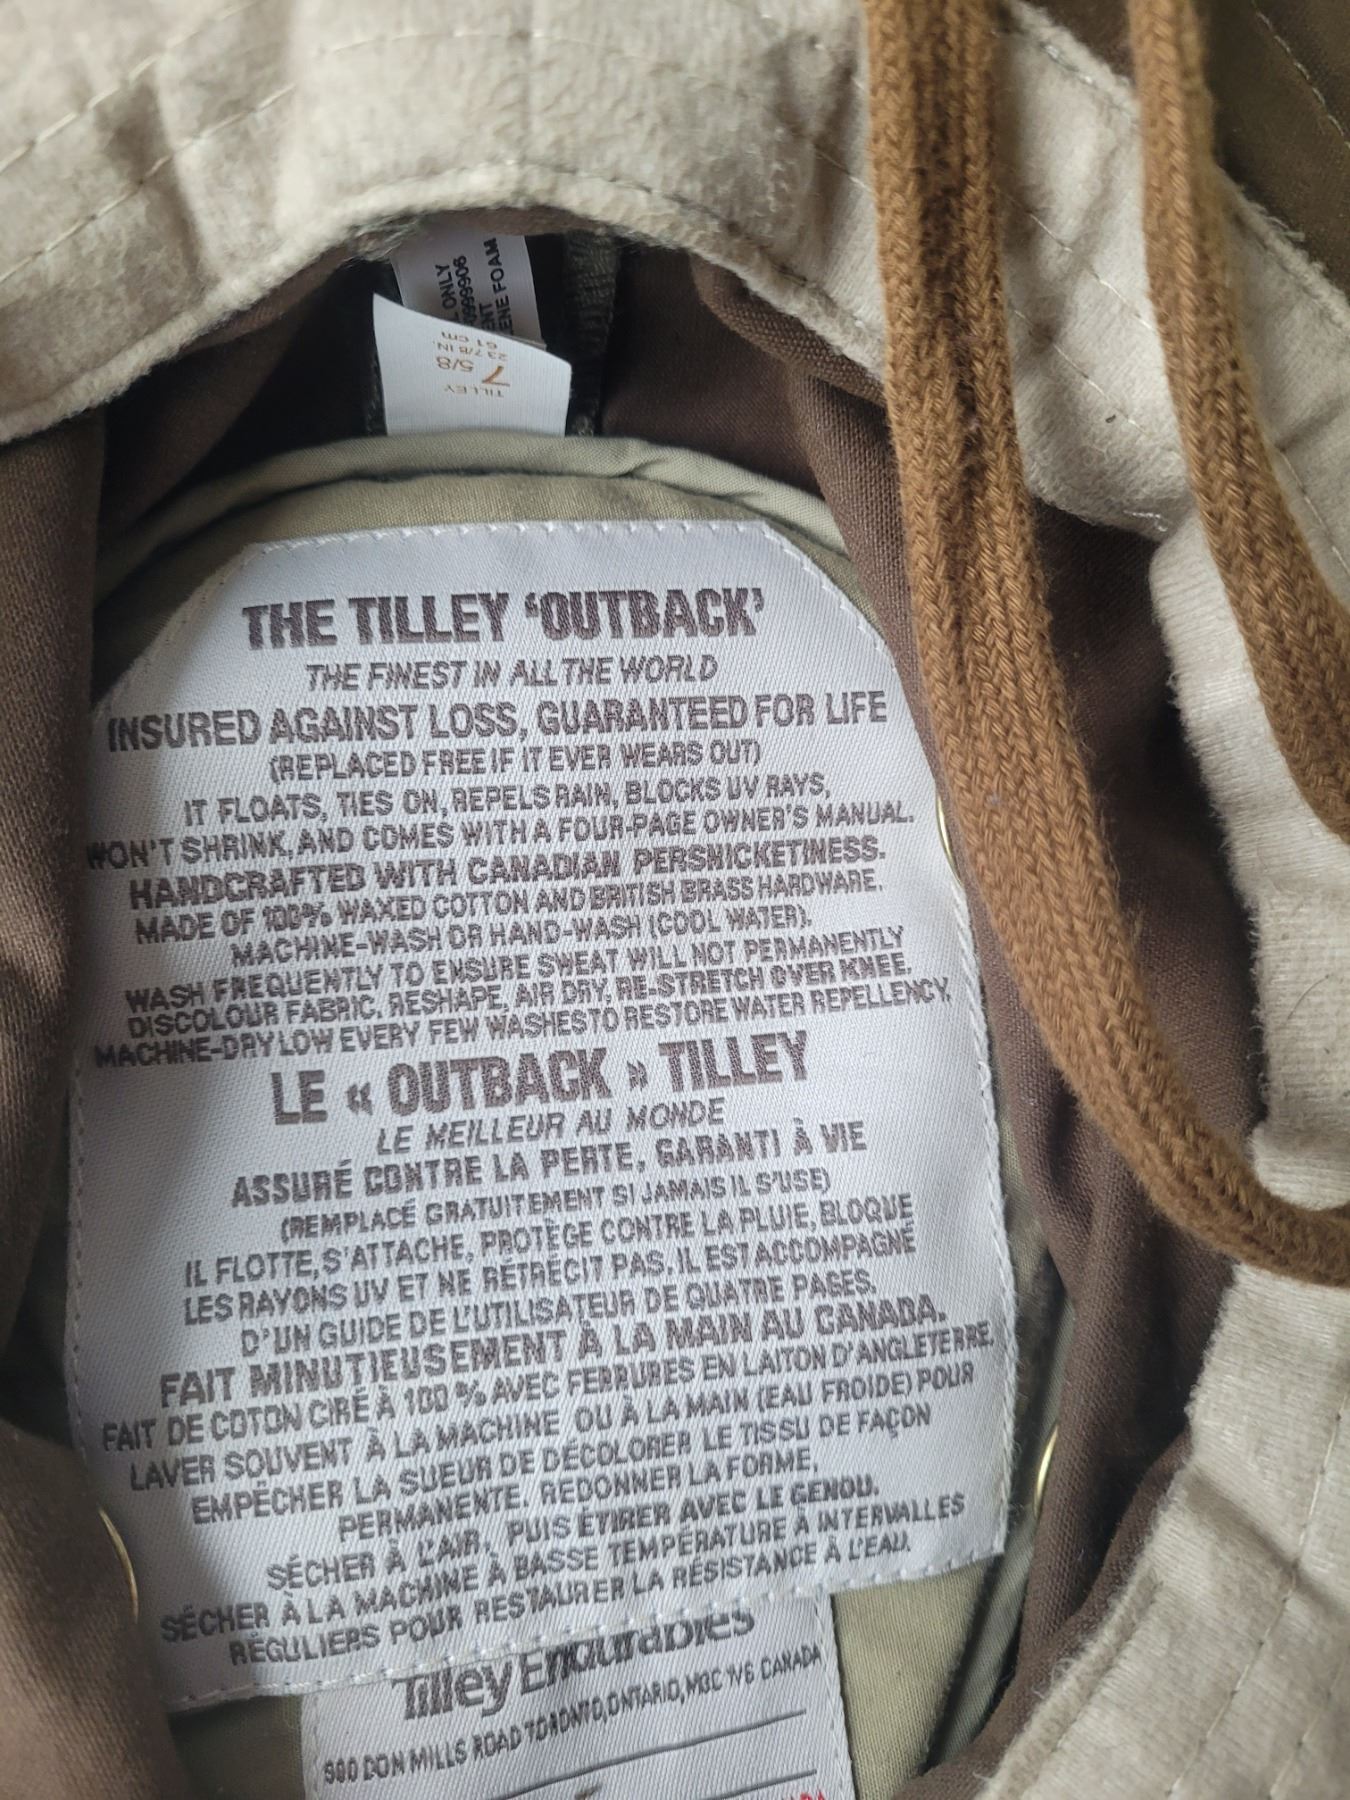 L ONLY
0999906
ENT
ENE FOAM
TILLEY
7 5/8
23 7/8 IN.
61 cm
THE TILLEY ‘OUTBACK’
THE FINEST IN ALL THE WORLD
INSURED AGAINST LOSS, GUARANTEED FOR LIFE
(REPLACED FREE IF IT EVER WEARS OUT)
IT FLOATS, TIES ON, REPELS RAIN, BLOCKS UV RAYS,
WON'T SHRINK, AND COMES WITH A FOUR-PAGE OWNER'S MANUAL.
HANDCRAFTED WITH CANADIAN PERSNICKETINESS.
MADE OF 100% WAXED COTTON AND BRITISH BRASS HARDWARE.
MACHINE-WASH OR HAND-WASH (COOL WATER).
WASH FREQUENTLY TO ENSURE SWEAT WILL NOT PERMANENTLY
DISCOLOUR FABRIC. RESHAPE, AIR DRY, RE-STRETCH OVER KNEE.
MACHINE-DRY LOW EVERY FEW WASHES TO RESTORE WATER REPELLENCY.
LE « OUTBACK » TILLEY
LE MEILLEUR AU MONDE
ASSURÉ CONTRE LA PERTE, GARANTI À VIE
(REMPLACÉ GRATUITEMENT SI JAMAIS IL S'USE)
IL FLOTTE, S'ATTACHE, PROTÈGE CONTRE LA PLUIE, BLOQUE
LES RAYONS UV ET NE RÉTRÉCIT PAS. IL EST ACCOMPAGNÉ
D'UN GUIDE DE L'UTILISATEUR DE QUATRE PAGES.
FAIT MINUTIEUSEMENT À LA MAIN AU CANADA.
FAIT DE COTON CIRÉ À 100 % AVEC FERRURES EN LAITON D'ANGLETERRE.
LAVER SOUVENT À LA MACHINE OU À LA MAIN (EAU FROIDE) POUR
EMPÊCHER LA SUEUR DE DÉCOLORER LE TISSU DE FAÇON
PERMANENTE. REDONNER LA FORME,
SÉCHER À L'AIR, PUIS ÉTIRER AVEC LE GENOU.
SÉCHER À LA MACHINE À BASSE TEMPÉRATURE À INTERVALLES
RÉGULIERS POUR RESTAURER LA RÉSISTANCE À L'EAU.
Tilley Endurables
900 DON MILLS ROAD TORONTO, ONTARIO, M3C 1V6 CANADA